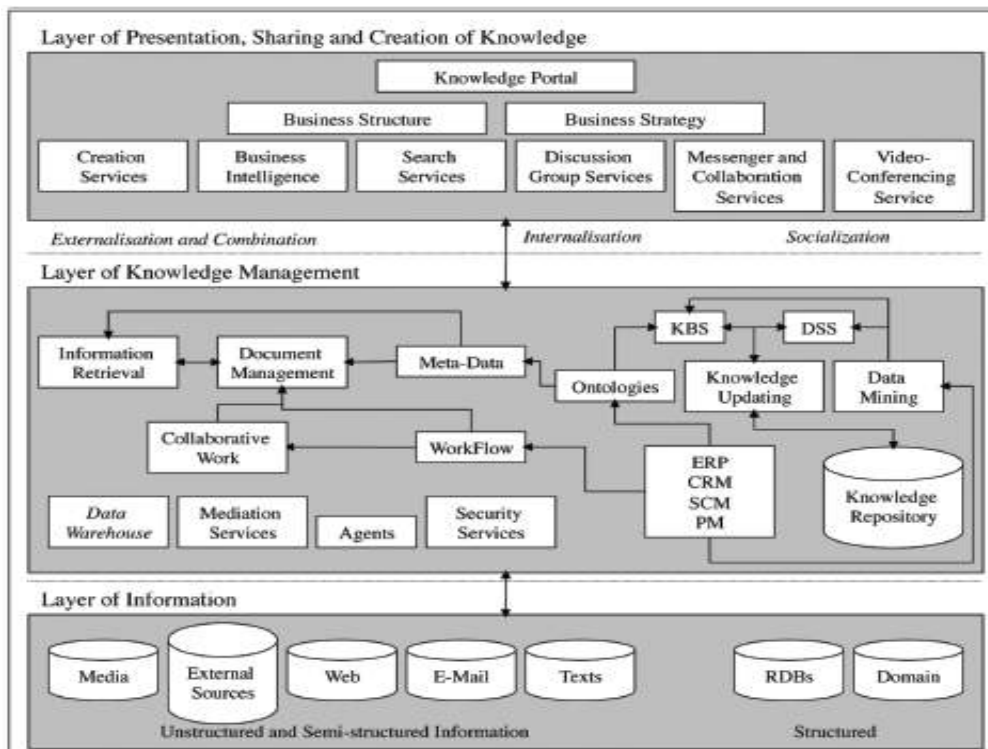 Layer of Presentation, Sharing and Creation of Knowledge
Knowledge Portal
Business Structure
Business Strategy
Creation
Services
Business
Intelligence
Search
Services
Discussion
Group Services
Messenger and
Collaboration
Services
Video-
Conferencing
Service
Externalisation and Combination
Internalisation
Socialization
Layer of Knowledge Management
KBS
DSS
Information
Retrieval
Document
Management
Meta-Data
Ontologies
Knowledge
Updating
Data
Mining
Collaborative
Work
WorkFlow
ERP
CRM
SCM
PM
Knowledge
Repository
Data
Warehouse
Mediation
Services
Agents
Security
Services
Layer of Information
Media
External
Sources
Web
E-Mail
Texts
RDBs
Domain
Unstructured and Semi-structured Information
Structured